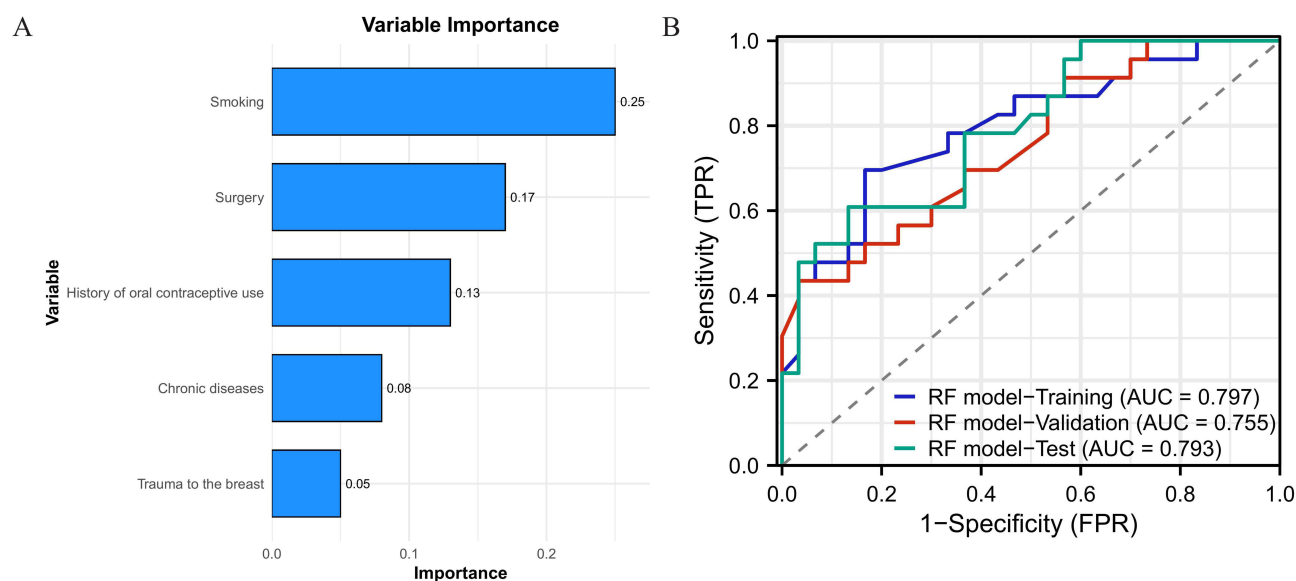 A
Variable Importance
Variable
Smoking
0.25
Surgery
0.17
History of oral contraceptive use
0.13
Chronic diseases
0.08
Trauma to the breast
0.05
0.0
0.1
0.2
Importance
B
Sensitivity (TPR)
1.0
0.8
0.6
0.4
0.2
0.0
RF model−Training (AUC = 0.797)
RF model−Validation (AUC = 0.755)
RF model−Test (AUC = 0.793)
0.0
0.2
0.4
0.6
0.8
1.0
1−Specificity (FPR)